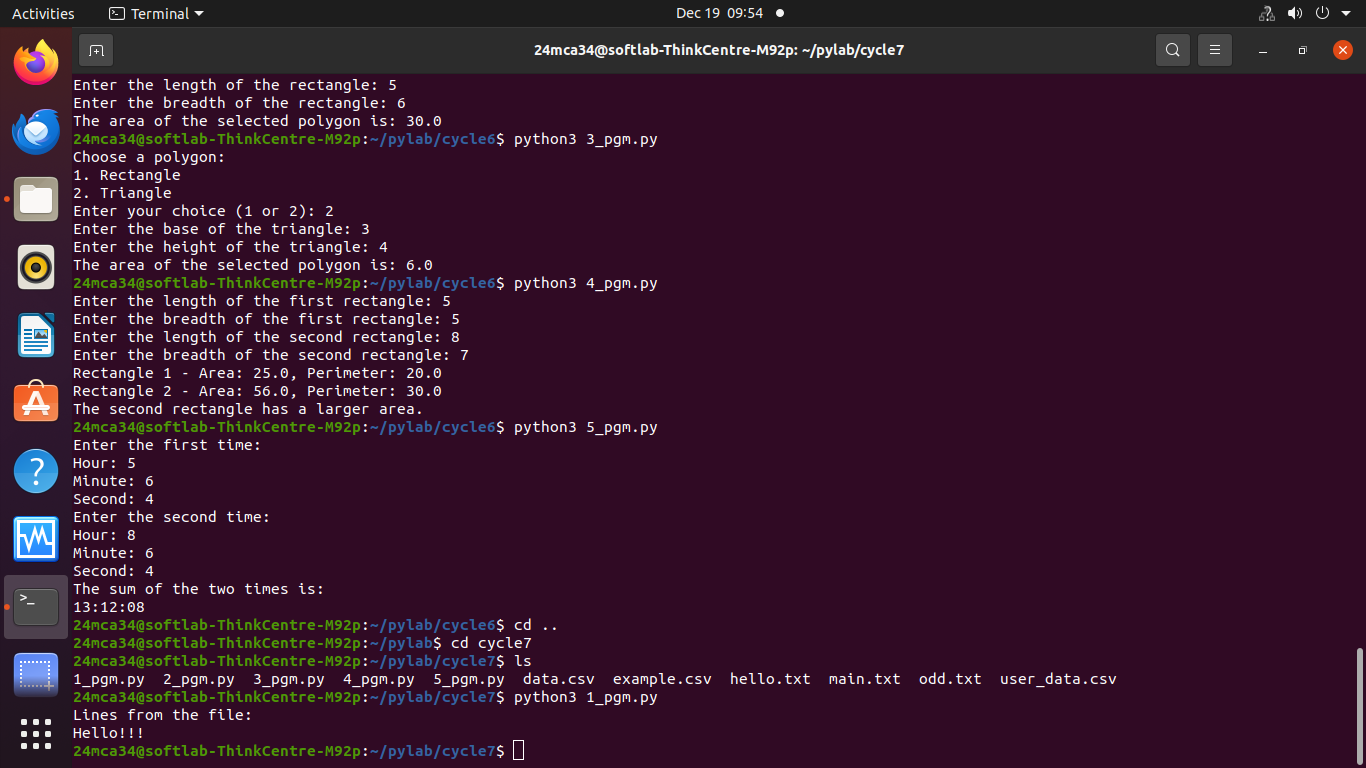 Activities
Terminal
Dec 19 09:54
24mca34@softlab-ThinkCentre-M92p: ~/pylab/cycle7
Enter the length of the rectangle: 5
Enter the breadth of the rectangle: 6
The area of the selected polygon is: 30.0
24mca34@softlab-ThinkCentre-M92p:~/pylab/cycle6$ python3 3_pgm.py
Choose a polygon:
1. Rectangle
2. Triangle
Enter your choice (1 or 2): 2
Enter the base of the triangle: 3
Enter the height of the triangle: 4
The area of the selected polygon is: 6.0
24mca34@softlab-ThinkCentre-M92p:~/pylab/cycle6$ python3 4_pgm.py
Enter the length of the first rectangle: 5
Enter the breadth of the first rectangle: 5
Enter the length of the second rectangle: 8
Enter the breadth of the second rectangle: 7
Rectangle 1 - Area: 25.0, Perimeter: 20.0
Rectangle 2 - Area: 56.0, Perimeter: 30.0
The second rectangle has a larger area.
24mca34@softlab-ThinkCentre-M92p:~/pylab/cycle6$ python3 5_pgm.py
Enter the first time:
Hour: 5
Minute: 6
Second: 4
Enter the second time:
Hour: 8
Minute: 6
Second: 4
The sum of the two times is:
13:12:08
24mca34@softlab-ThinkCentre-M92p:~/pylab/cycle6$ cd ..
24mca34@softlab-ThinkCentre-M92p:~/pylab$ cd cycle7
24mca34@softlab-ThinkCentre-M92p:~/pylab/cycle7$ ls
1_pgm.py  2_pgm.py  3_pgm.py  4_pgm.py  5_pgm.py  data.csv  example.csv  hello.txt  main.txt  odd.txt  user_data.csv
24mca34@softlab-ThinkCentre-M92p:~/pylab/cycle7$ python3 1_pgm.py
Lines from the file:
Hello!!!
24mca34@softlab-ThinkCentre-M92p:~/pylab/cycle7$